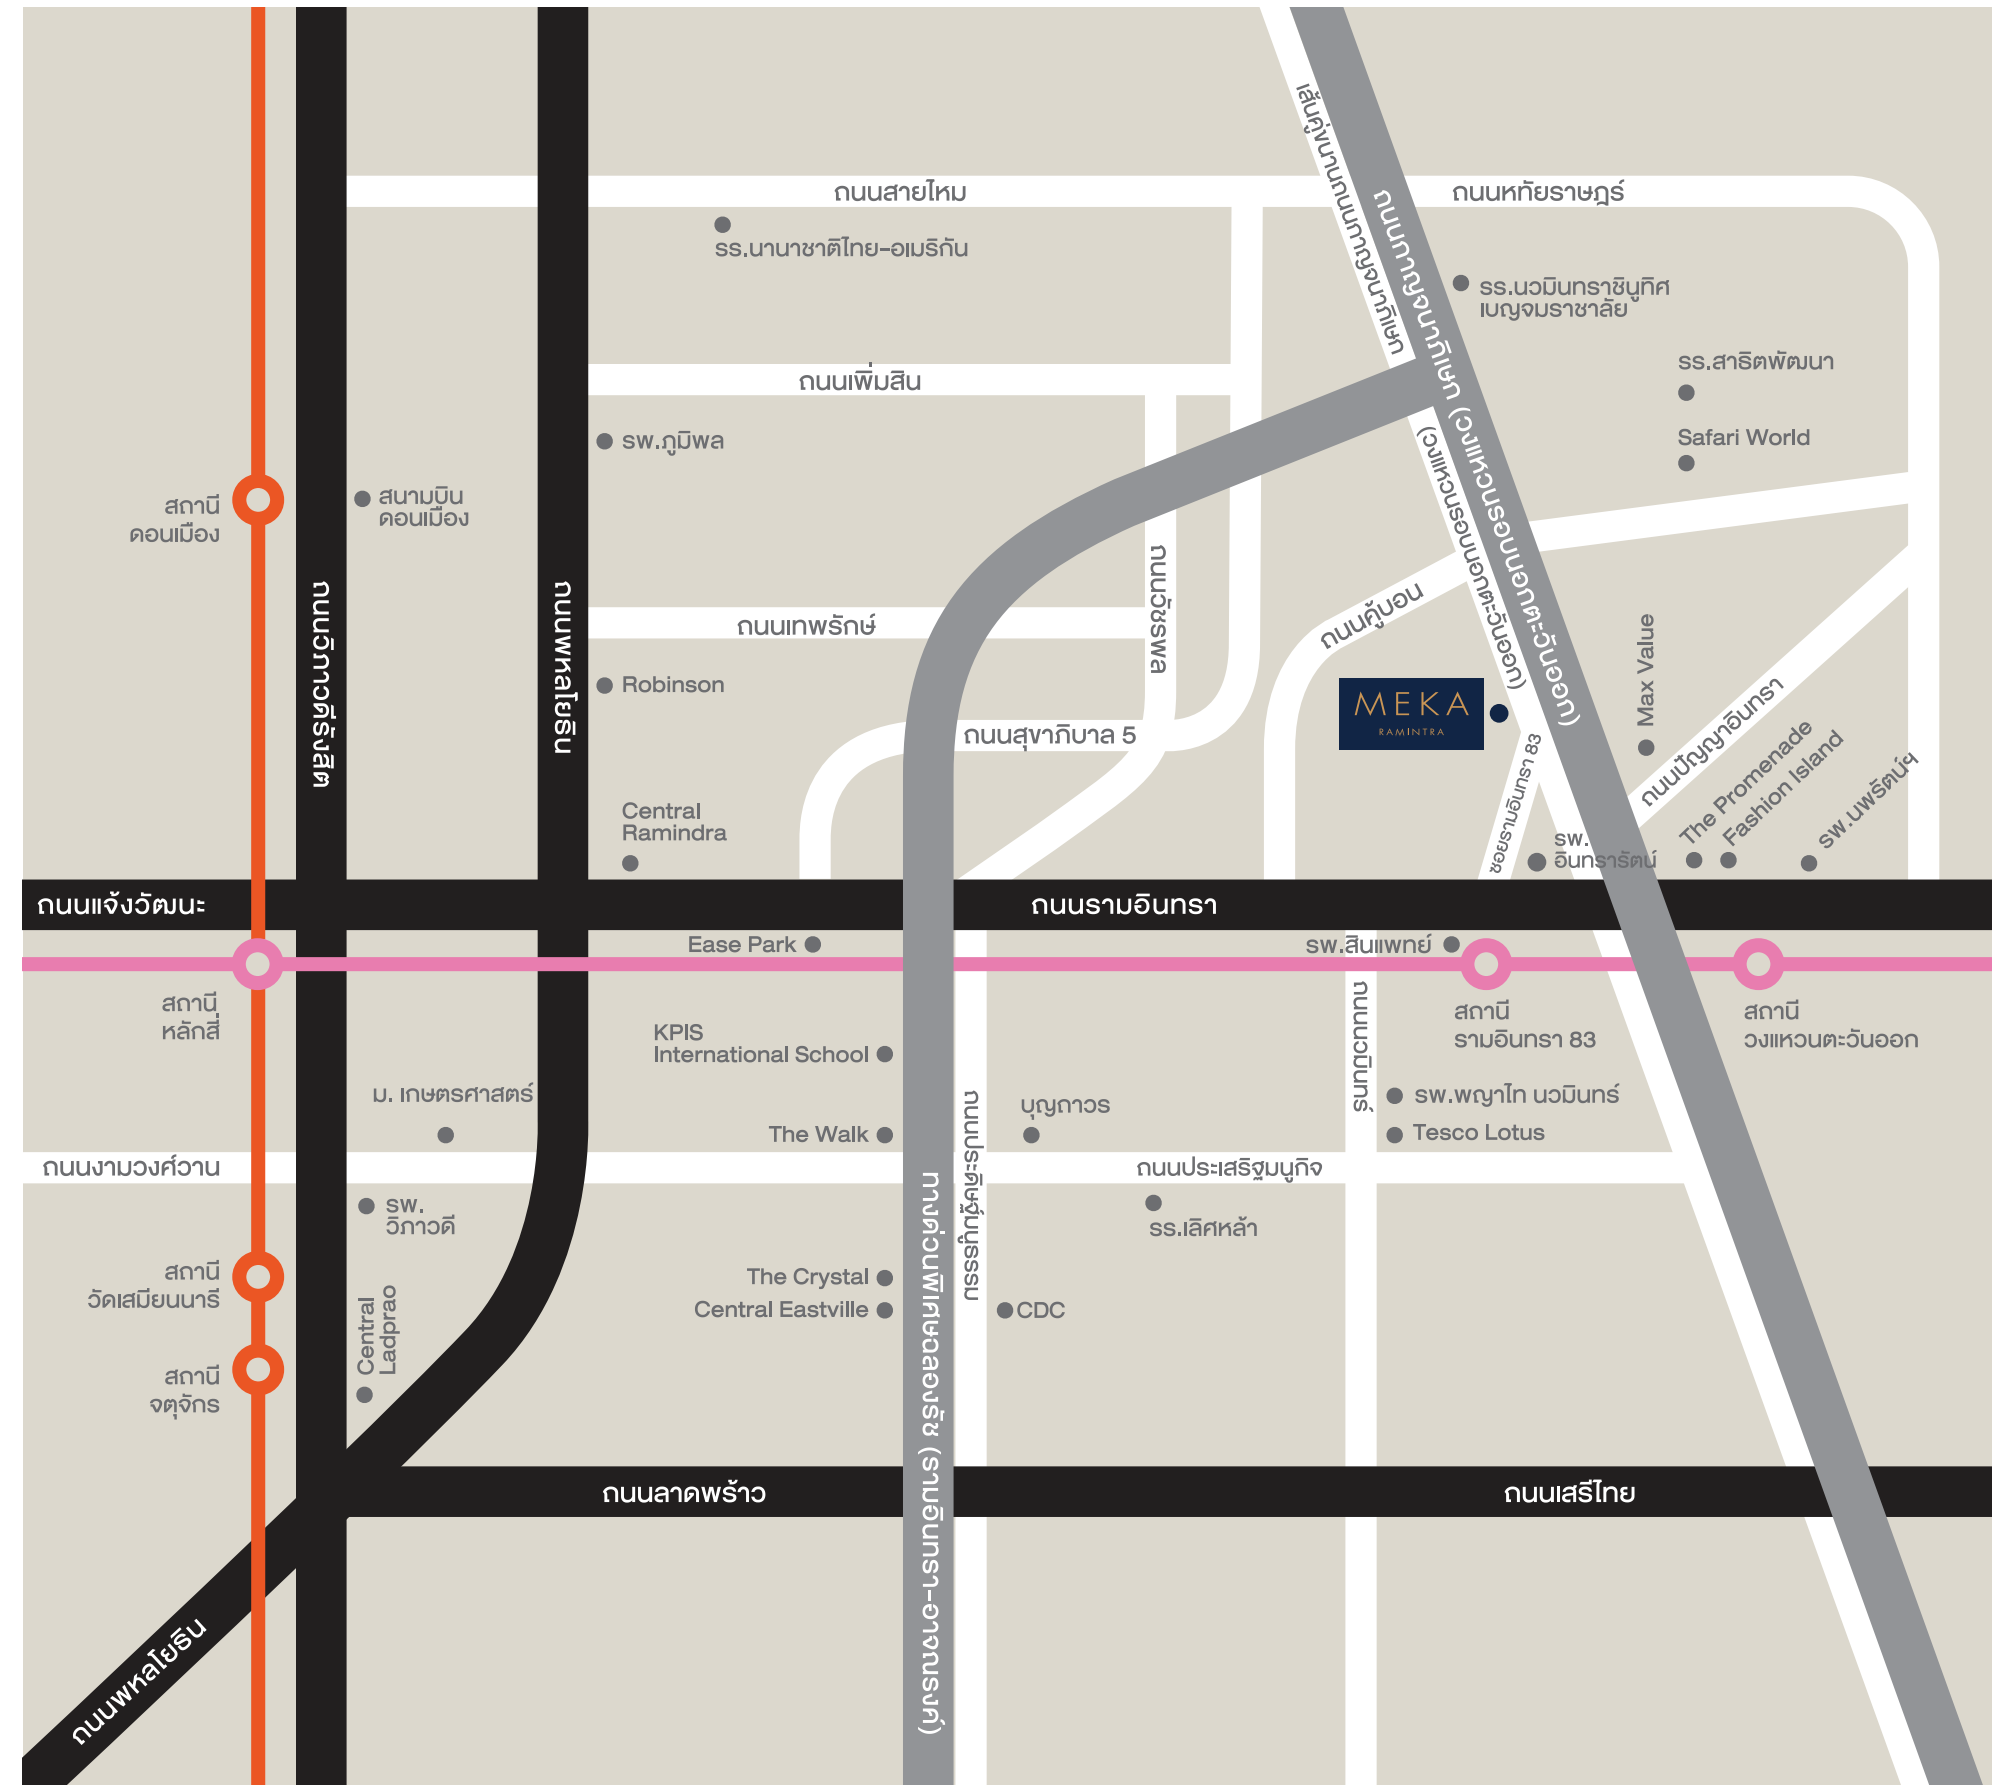 เส้นคู่ขนานถนนกาญจนาภิเษก
(วงแหวนรอบนอกตะวันออก)
ถนนกาญจนาภิเษก (วงแหวนรอบนอกตะวันออก)
ถนนสายไหม
ถนนหทัยราษฎร์
รร.นานาชาติไทย-อเมริกัน
รร.นวมินทราชินูทิศ
เบญจมราชาลัย
รร.สาธิตพัฒนา
Safari World
ถนนเพิ่มสิน
รพ.ภูมิพล
สถานี
ดอนเมือง
สนามบิน
ดอนเมือง
ถนนวิภาวดีรังสิต
ถนนพหลโยธิน
ถนนวัชรพล
ถนนเทพรักษ์
ถนนคู้บอน
Robinson
MEKA
RAMINTRA
Max Value
ถนนปัญญาอินทรา
ถนนสุขาภิบาล 5
ซอยรามอินทรา 83
The Promenade
Fashion Island
รพ.นพรัตน์ฯ
Central
Ramindra
รพ.
อินทรารัตน์
ถนนแจ้งวัฒนะ
ถนนรามอินทรา
Ease Park
รพ.สินแพทย์
สถานี
หลักสี่
สถานี
รามอินทรา 83
สถานี
วงแหวนตะวันออก
KPIS
International School
ถนนนวมินทร์
ม. เกษตรศาสตร์
The Walk
บุญถาวร
รพ.พญาไท นวมินทร์
Tesco Lotus
ถนนงามวงศ์วาน
ถนนประเสริฐมนูกิจ
ถนนประดิษฐ์มนูธรรม
ทางด่วนพิเศษฉลองรัช (รามอินทรา-อาจณรงค์)
รพ.
วิภาวดี
รร.เลิศหล้า
สถานี
วัดเสมียนนารี
The Crystal
Central Eastville
CDC
Central
Ladprao
สถานี
จตุจักร
ถนนลาดพร้าว
ถนนเสรีไทย
ถนนพหลโยธิน